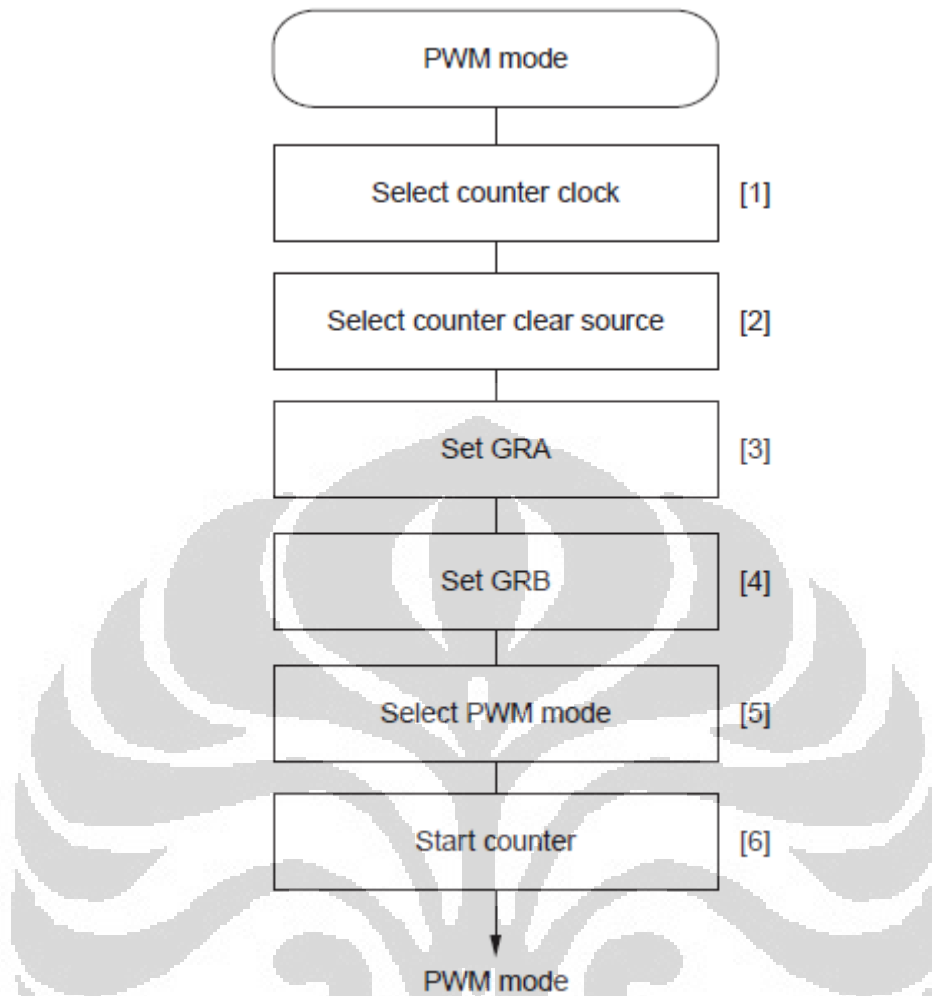 PWM mode
Select counter clock [1]
Select counter clear source [2]
Set GRA [3]
Set GRB [4]
Select PWM mode [5]
Start counter [6]
PWM mode